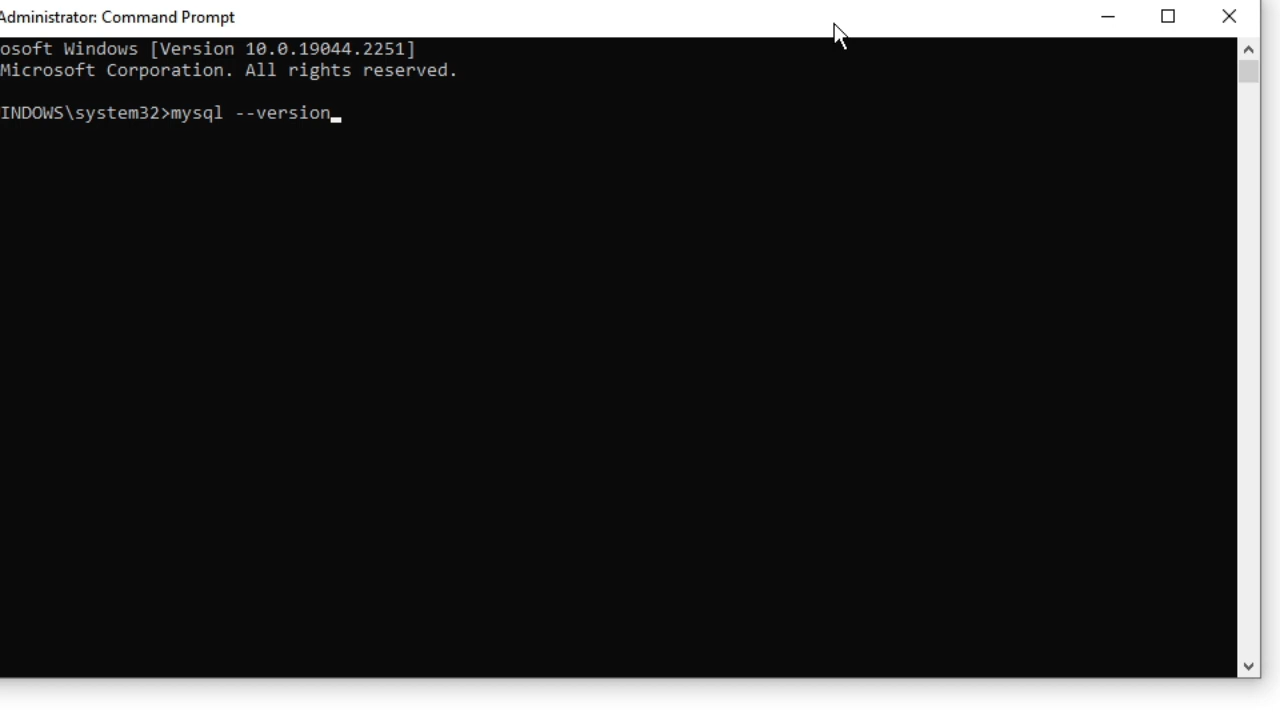 Administrator: Command Prompt
osoft Windows [Version 10.0.19044.2251]
Microsoft Corporation. All rights reserved.
INDOWS\system32>mysql --version